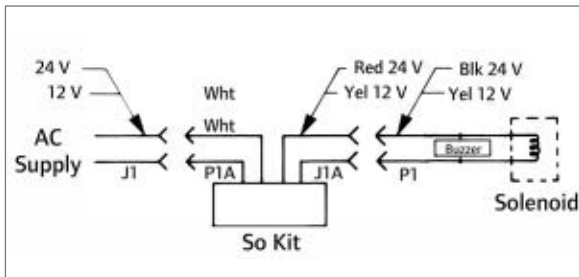 24 V
12 V
Wht
Wht
Red 24 V
Yel 12 V
Blk 24 V
Yel 12 V
AC
Supply
J1
P1A
J1A
P1
Buzzer
Solenoid
So Kit